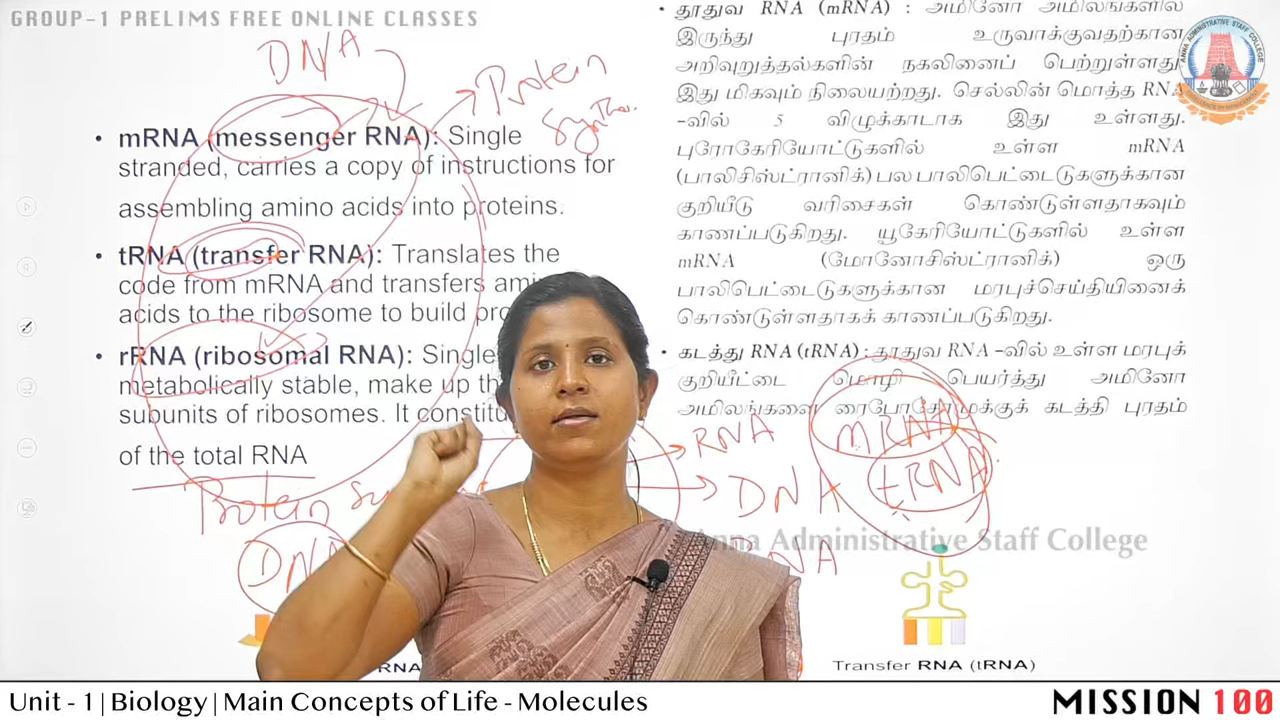 GROUP-1 PRELIMS FREE ONLINE CLASSES
DNA
Protein
• mRNA (messenger RNA): Single
stranded, carries a copy of instructions for
assembling amino acids into proteins.
• tRNA (transfer RNA): Translates the
code from mRNA and transfers
acids to the ribosome to build
• rRNA (ribosomal RNA): Single
metabolically stable, make up
subunits of ribosomes. It
of the total RNA
Protein
DNA
• தூதுவ RNA (mRNA) : அமினோ அமிலங்களில்
இருந்து புரதம் உருவாக்குவதற்கான
அறிவுறுத்தல்களின் நகலினைப் பெற்றுள்ளது
இது மிகவும் நிலையற்றது. செல்லின் மொத்த RNA
-வில் 5 விழுக்காடாக இது உள்ளது.
புரோகேரியோட்டுகளில் உள்ள mRNA
(பாலிசிஸ்ட்ரானிக்) பல பாலிபெட்டைடுகளுக்கான
குறியீடு வரிசைகள் கொண்டுள்ளதாகவும்
காணப்படுகிறது. யூகேரியோட்டுகளில் உள்ள
mRNA (மோனோசிஸ்ட்ரானிக்) ஒரு
பாலிபெட்டைடுகளுக்கான மரபுச்செய்தியினைக்
கொண்டுள்ளதாகக் காணப்படுகிறது.
• கடத்து RNA (tRNA) : தூதுவ RNA -வில் உள்ள மரபுக்
குறியீட்டை மொழி பெயர்த்து அமினோ
அமிலங்களை ரைபோசோமுக்குக் கடத்தி புரதம்
RNA
mRNA
DNA
tRNA
Anna Administrative Staff College
Transfer RNA (tRNA)
ANNA ADMINISTRATIVE STAFF COLLEGE
Unit - 1 | Biology | Main Concepts of Life - Molecules
MISSION 100